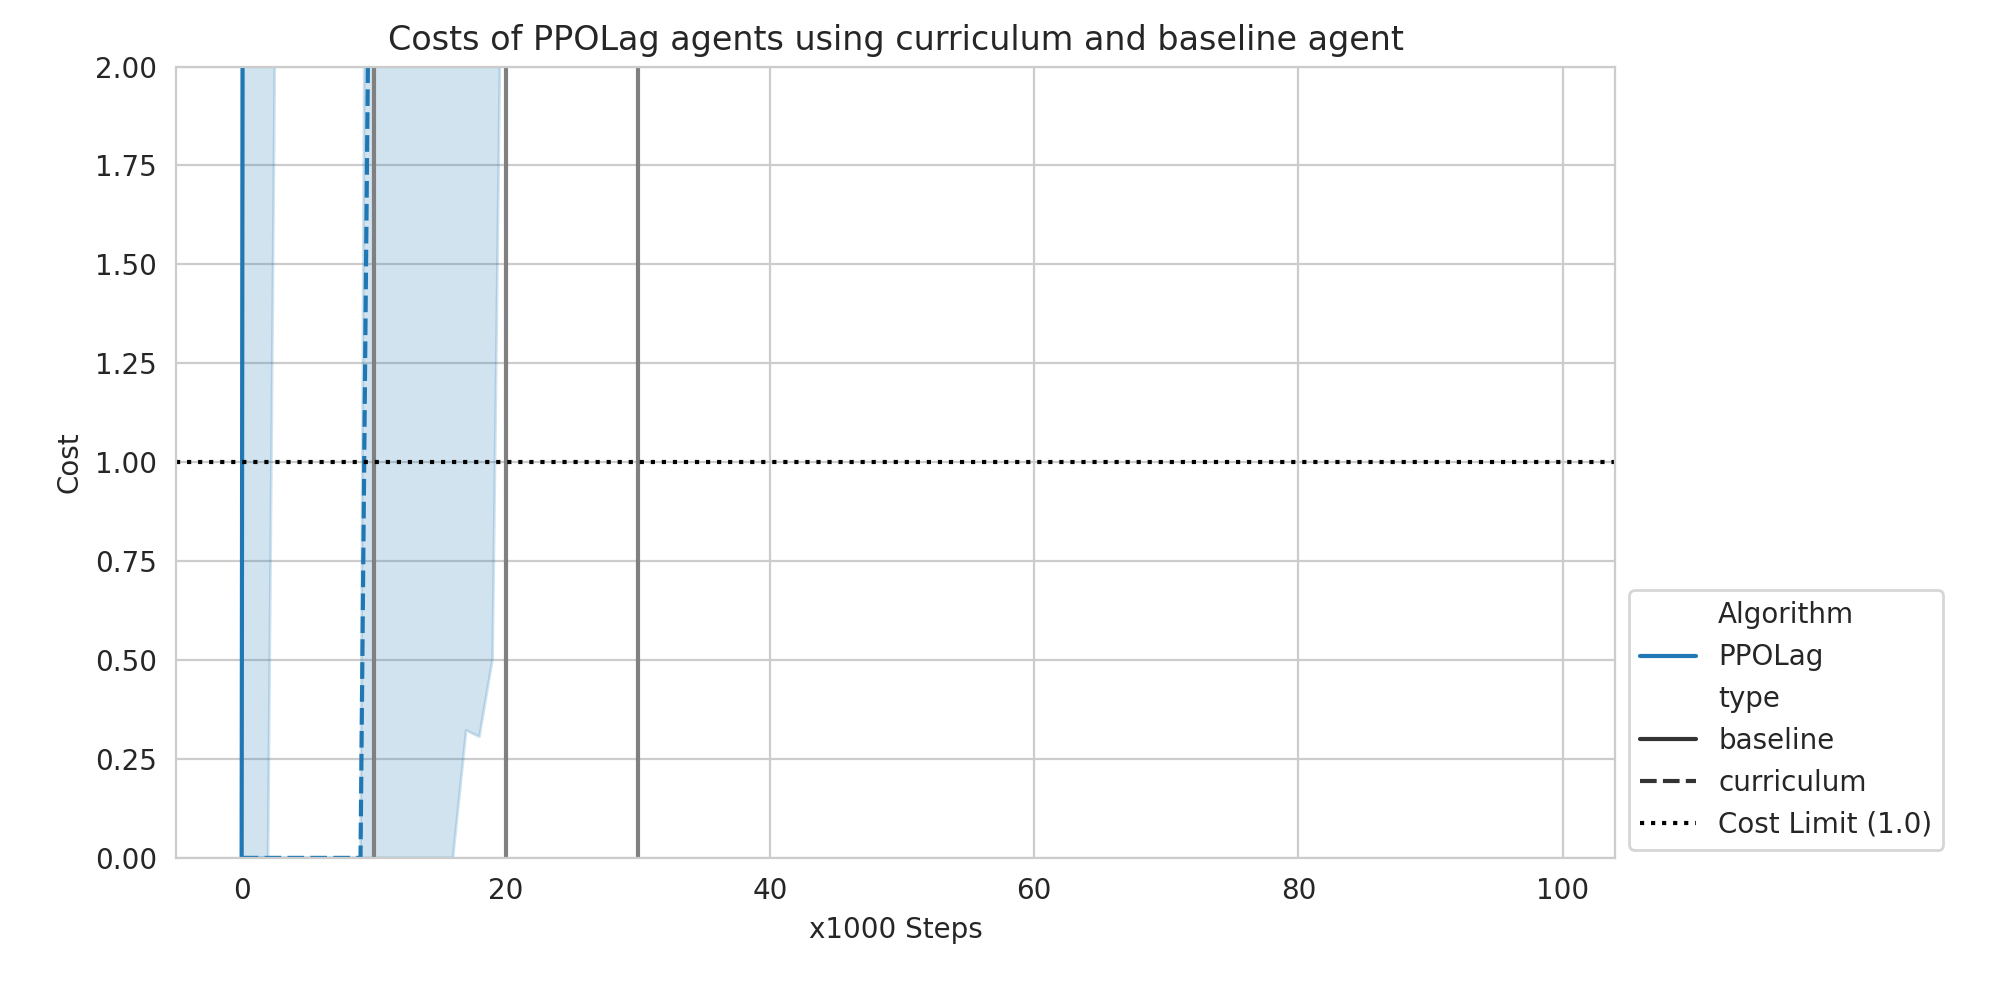 Costs of PPOLag agents using curriculum and baseline agent
2.00
1.75
1.50
1.25
1.00
0.75
0.50
0.25
0.00
Cost
0 20 40 60 80 100
x1000 Steps
Algorithm
PPOLag
type
baseline
curriculum
Cost Limit (1.0)